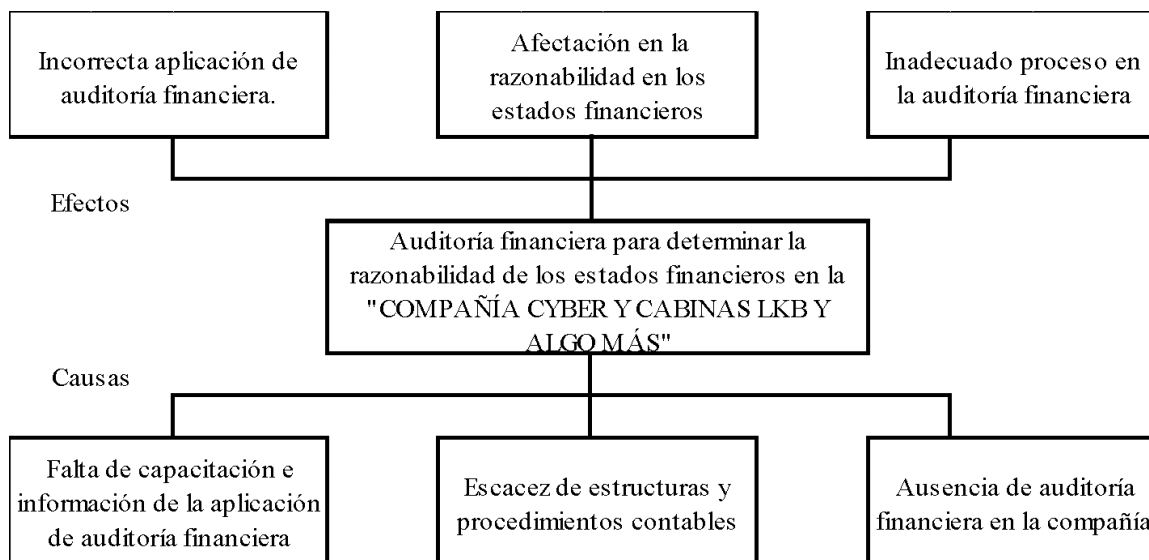 Incorrecta aplicación de
auditoría financiera.
Afectación en la
razonabilidad en los
estados financieros
Inadecuado proceso en
la auditoría financiera
Efectos
Auditoría financiera para determinar la
razonabilidad de los estados financieros en la
"COMPAÑÍA CYBER Y CABINAS LKB Y
ALGO MÁS"
Causas
Falta de capacitación e
información de la aplicación
de auditoría financiera
Escacez de estructuras y
procedimientos contables
Ausencia de auditoría
financiera en la compañía